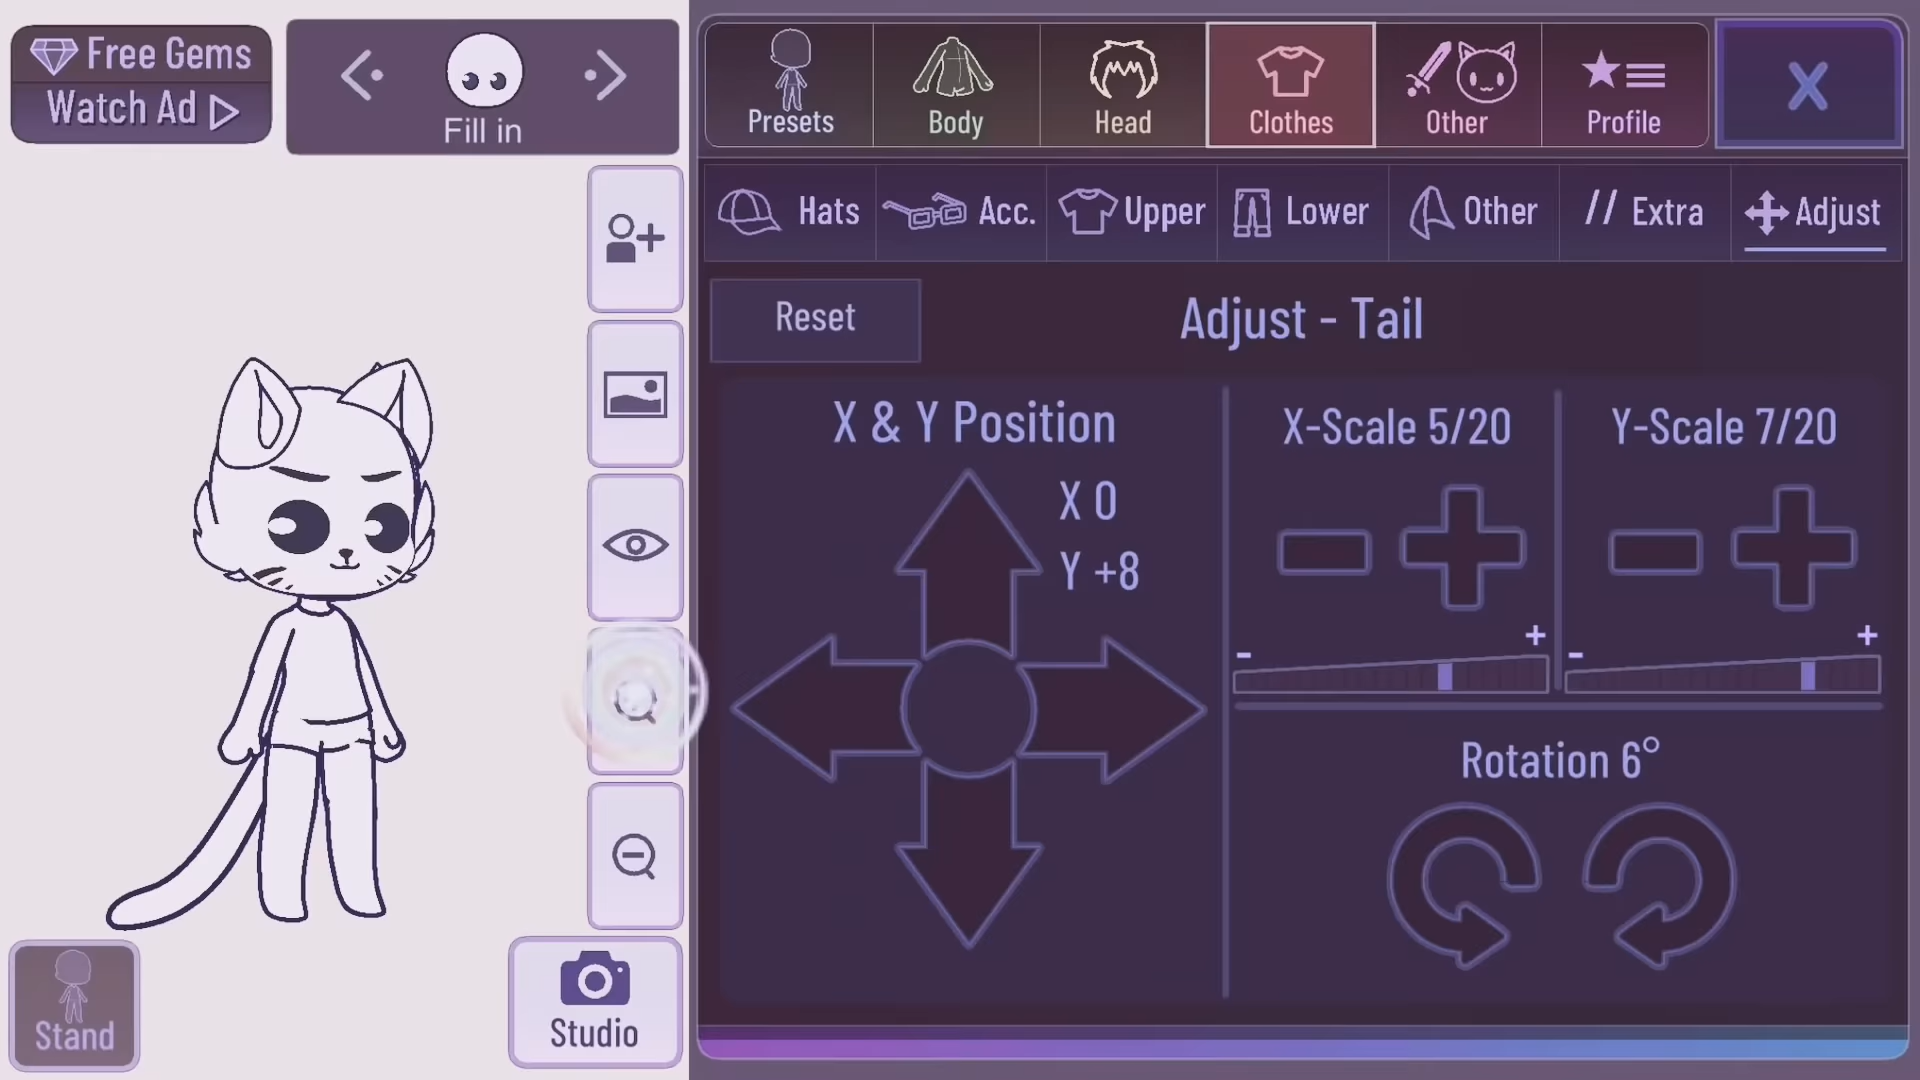 Free Gems
Watch Ad
Fill in
Presets
Body
Head
Clothes
Other
Profile
X
Hats
Acc.
Upper
Lower
Other
// Extra
Adjust
Reset
Adjust - Tail
X & Y Position
X 0
Y +8
X-Scale 5/20
- +
Y-Scale 7/20
- +
Rotation 6°
Stand
Studio